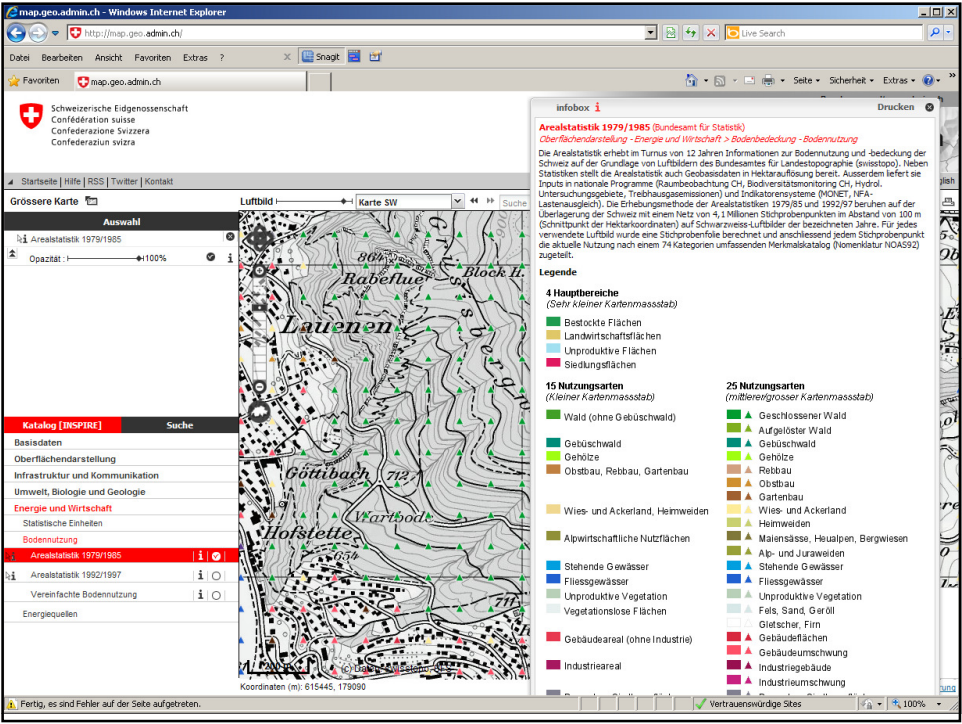 map.geo.admin.ch - Windows Internet Explorer
http://map.geo.admin.ch/
Live Search
Datei Bearbeiten Ansicht Favoriten Extras ?
X Snagit
Favoriten map.geo.admin.ch
Seite Sicherheit Extras
Schweizerische Eidgenossenschaft
Confédération suisse
Confederazione Svizzera
Confederaziun svizra
Startseite | Hilfe | RSS | Twitter | Kontakt
glish
Grössere Karte
Luftbild Karte SW Suche
Auswahl
Arealstatistik 1979/1985
Opazität : 100%
Katalog [INSPIRE] Suche
Basisdaten
Oberflächendarstellung
Infrastruktur und Kommunikation
Umwelt, Biologie und Geologie
Energie und Wirtschaft
Statistische Einheiten
Bodennutzung
Arealstatistik 1979/1985
Arealstatistik 1992/1997
Vereinfachte Bodennutzung
Energiequellen
864
Rabeflue
Block H.
Lauenen
Grüsisberg
Göttibach 712
Wartbode
Hofstette
654
711
200 m
Koordinaten (m): 615445, 179090
infobox i Drucken
Arealstatistik 1979/1985 (Bundesamt für Statistik)
Oberflächendarstellung - Energie und Wirtschaft > Bodenbedeckung - Bodennutzung
Die Arealstatistik erhebt im Turnus von 12 Jahren Informationen zur Bodennutzung und -bedeckung der
Schweiz auf der Grundlage von Luftbildern des Bundesamtes für Landestopographie (swisstopo). Neben
Statistiken stellt die Arealstatistik auch Geobasisdaten in Hektarauflösung bereit. Ausserdem liefert sie
Inputs in nationale Programme (Raumbeobachtung CH, Biodiversitätsmonitoring CH, Hydrol.
Untersuchungsgebiete, Treibhausgasemissionen) und Indikatorensysteme (MONET, NFA-
Lastenausgleich). Die Erhebungsmethode der Arealstatistiken 1979/85 und 1992/97 beruhen auf der
Überlagerung der Schweiz mit einem Netz von 4,1 Millionen Stichprobenpunkten im Abstand von 100 m
(Schnittpunkt der Hektarkoordinaten) auf Schwarzweiss-Luftbilder der bezeichneten Jahre. Für jedes
verwendete Luftbild wurde eine Stichprobenfolie berechnet und anschliessend jedem Stichprobenpunkt
die aktuelle Nutzung nach einem 74 Kategorien umfassenden Merkmalskatalog (Nomenklatur NOAS92)
zugeteilt.
Legende
4 Hauptbereiche
(Sehr kleiner Kartenmassstab)
Bestockte Flächen
Landwirtschaftsflächen
Unproduktive Flächen
Siedlungsflächen
15 Nutzungsarten
(Kleiner Kartenmassstab)
Wald (ohne Gebüschwald)
Gebüschwald
Gehölze
Obstbau, Rebbau, Gartenbau
Wies- und Ackerland, Heimweiden
Alpwirtschaftliche Nutzflächen
Stehende Gewässer
Fliessgewässer
Unproduktive Vegetation
Vegetationslose Flächen
Gebäudeareal (ohne Industrie)
Industrieareal
25 Nutzungsarten
(mittlerer/grosser Kartenmassstab)
Geschlossener Wald
Aufgelöster Wald
Gebüschwald
Gehölze
Rebbau
Obstbau
Gartenbau
Wies- und Ackerland
Heimweiden
Maiensässe, Heualpen, Bergwiesen
Alp- und Juraweiden
Stehende Gewässer
Fliessgewässer
Unproduktive Vegetation
Fels, Sand, Geröll
Gletscher, Firn
Gebäudeflächen
Gebäudeumschwung
Industriegebäude
Industrieumschwung
Fertig, es sind Fehler auf der Seite aufgetreten.
Vertrauenswürdige Sites
100%